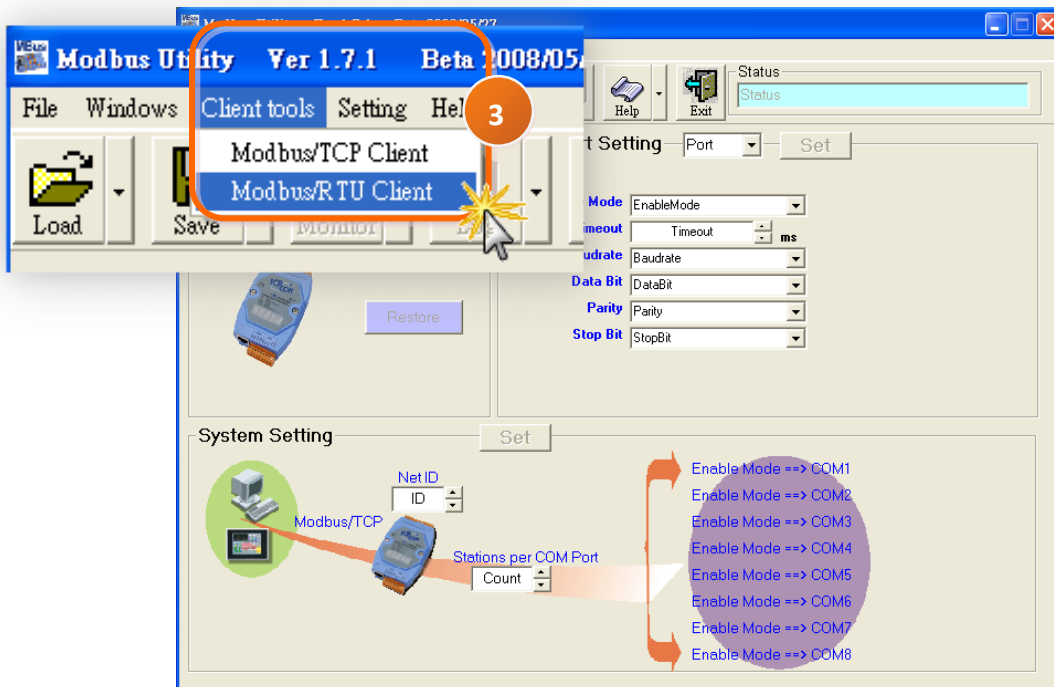 Modbus Utility Ver 1.7.1 Beta 2008/05/
File Windows Client tools Setting Hel
3
Modbus/TCP Client
Modbus/RTU Client
Load
Save
Monitor
Help
Exit
Status
Status
t Setting
Port
Set
Mode EnableMode
imeout Timeout ms
udrate Baudrate
Data Bit DataBit
Parity Parity
Stop Bit StopBit
Restore
System Setting
Set
Net ID
ID
Modbus/TCP
Stations per COM Port
Count
Enable Mode ==> COM1
Enable Mode ==> COM2
Enable Mode ==> COM3
Enable Mode ==> COM4
Enable Mode ==> COM5
Enable Mode ==> COM6
Enable Mode ==> COM7
Enable Mode ==> COM8